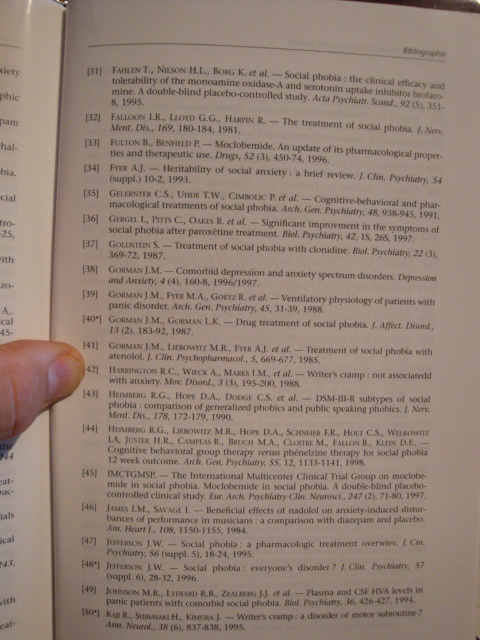 Bibliographie
[31] FAHLEN T., NILSON H.L., BORG K. et al. — Social phobia : the clinical efficacy and
tolerability of the monoamine oxidase-A and serotonin uptake inhibitor brofaro-
mine. A double-blind placebo-controlled study. Acta Psychiatr. Scand., 92 (5), 351-
8, 1995.
[32] FALLOON I.R., LLOYD G.G., HARPIN R. — The treatment of social phobia. J. Nerv.
Ment. Dis., 169, 180-184, 1981.
[33] FULTON B., BENFIELD P. — Moclobemide. An update of its pharmacological proper-
ties and therapeutic use. Drugs, 52 (3), 450-74, 1996.
[34] FYER A.J. — Heritability of social anxiety : a brief review. J. Clin. Psychiatry, 54
(suppl.) 10-2, 1993.
[35] GELERNTER C.S., UHDE T.W., CIMBOLIC P. et al. — Cognitive-behavioral and phar-
macological treatments of social phobia. Arch. Gen. Psychiatry, 48, 938-945, 1991.
[36] GERGEL I., PITTS C., OAKES R. et al. — Significant improvment in the symptoms of
social phobia after paroxétine treatment. Biol. Psychiatry, 42, 1S, 26S, 1997.
[37] GOLDSTEIN S. — Treatment of social phobia with clonidine. Biol. Psychiatry, 22 (3),
369-72, 1987.
[38] GORMAN J.M. — Comorbid depression and anxiety spectrum disorders. Depression
and Anxiety, 4 (4), 160-8, 1996/1997.
[39] GORMAN J.M., FYER M.A., GOETZ R. et al. — Ventilatory physiology of patients with
panic disorder. Arch. Gen. Psychiatry, 45, 31-39, 1988.
[40*] GORMAN J.M., GORMAN L.K. — Drug treatment of social phobia. J. Affect. Disord.,
13 (2), 183-92, 1987.
[41] GORMAN J.M., LIEBOWITZ M.R., FYER A.J. et al. — Treatment of social phobia with
atenolol. J. Clin. Psychopharmacol., 5, 669-677, 1985.
[42] HARRINGTON R.C., WIECK A., MARKS I.M., et al. — Writer's cramp : not associatedd
with anxiety. Mov. Disord., 3 (3), 195-200, 1988.
[43] HEIMBERG R.G., HOPE D.A., DODGE C.S. et al. — DSM-III-R subtypes of social
phobia : comparison of generalized phobics and public speaking phobics. J. Nerv.
Ment. Dis., 178, 172-179, 1990.
[44] HEIMBERG R.G., LIEBOWITZ M.R., HOPE D.A., SCHNEIER F.R., HOLT C.S., WELKOWITZ
LA, JUSTER H.R., CAMPEAS R., BRUCH M.A., CLOITRE M., FALLON B., KLEIN D.F., —
Cognitive behavioral group therapy versus phénelzine therapy for social phobia
12 week outcome. Arch. Gen. Psychiatry, 55, 12, 1133-1141, 1998.
[45] IMCTGMSP. — The International Multicenter Clinical Trial Group on moclobe-
mide in social phobia. Moclobemide in social phobia. A double-blind placebo-
controlled clinical study. Eur. Arch. Psychiatry Clin. Neurosci., 247 (2), 71-80, 1997.
[46] JAMES I.M., SAVAGE I. — Beneficial effects of nadolol on anxiety-induced distur-
bances of performance in musicians : a comparison with diazepam and placebo.
Am. Heart J., 108, 1150-1155, 1984.
[47] JEFFERSON J.W. — Social phobia : a pharmacologic treatment overwiev. J. Clin.
Psychiatry, 56 (suppl. 5), 18-24, 1995.
[48*] JEFFERSON J.W. — Social phobia : everyone's disorder ? J. Clin. Psychiatry, 57
(suppl. 6), 28-32, 1996.
[49] JOHNSON M.R., LYDIARD R.B., ZEALBERG J.J. et al. — Plasma and CSF HVA levels in
panic patients with comorbid social phobia. Biol. Psychiatry, 36, 426-427, 1994.
[50*] KAJI R., SHIBASAKI H., KIMURA J. — Writer's cramp : a disorder of motor subroutine ?
Ann. Neurol., 38 (6), 837-838, 1995.